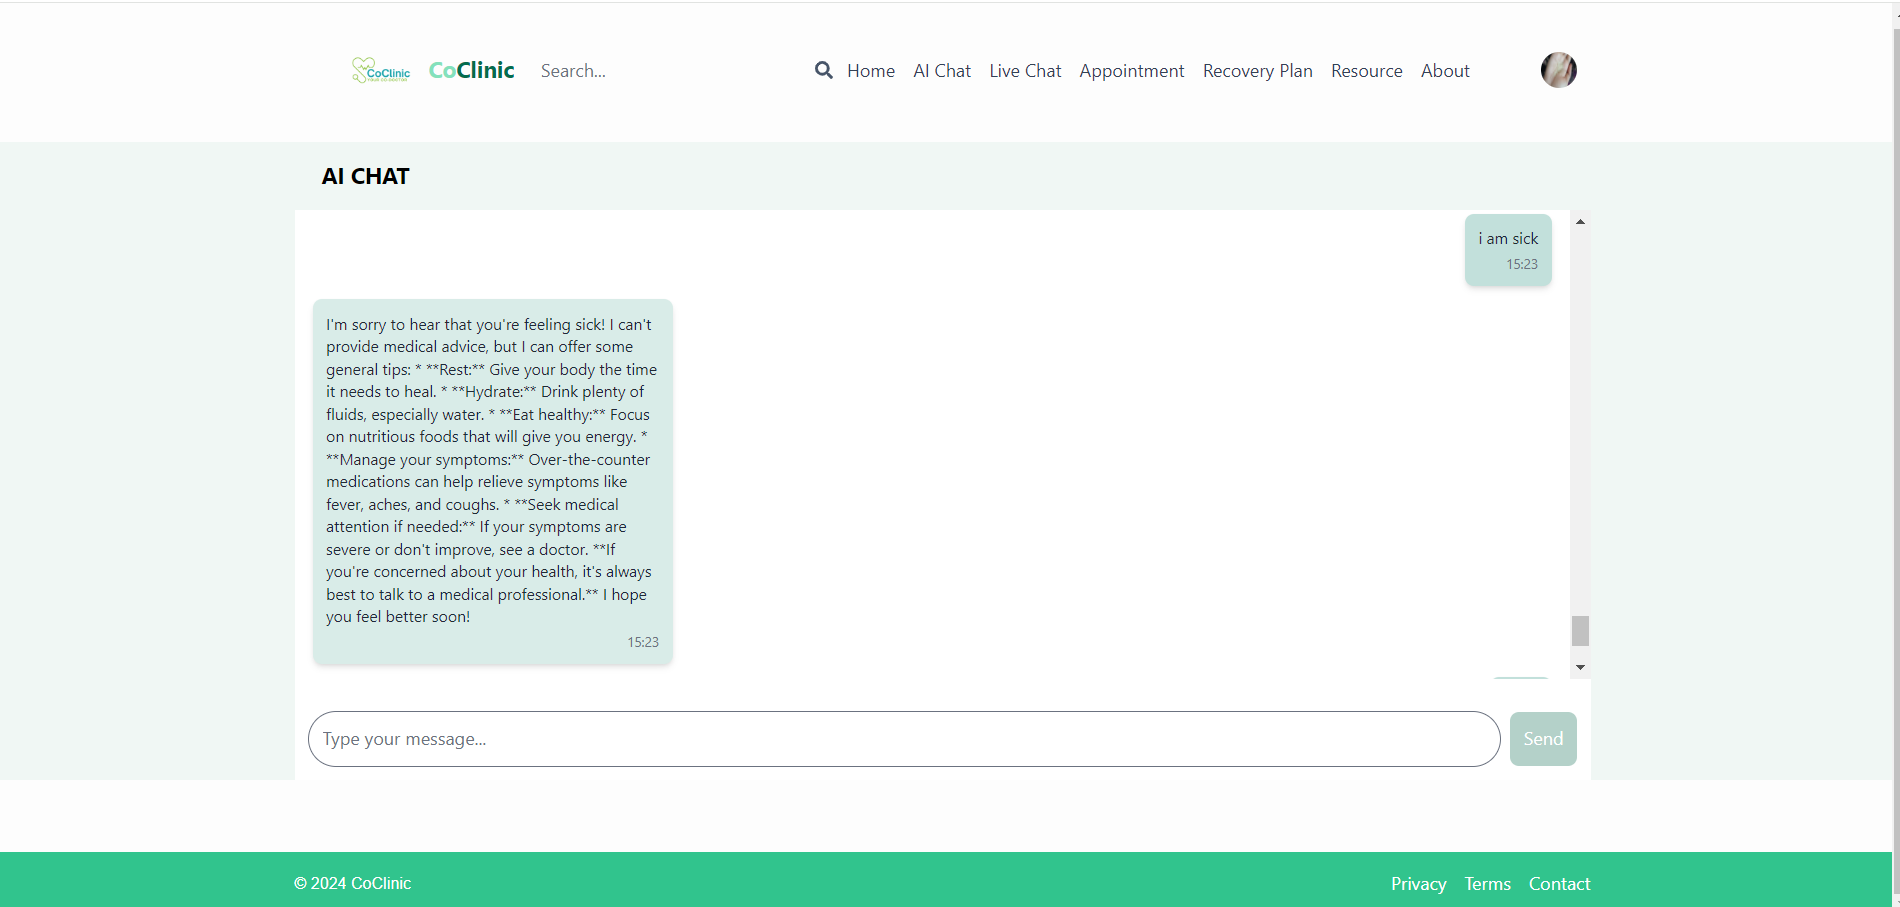 CoClinic
CoClinic
Search...
Home AI Chat Live Chat Appointment Recovery Plan Resource About
AI CHAT
i am sick
15:23
I'm sorry to hear that you're feeling sick! I can't
provide medical advice, but I can offer some
general tips: * **Rest:** Give your body the time
it needs to heal. * **Hydrate:** Drink plenty of
fluids, especially water. * **Eat healthy:** Focus
on nutritious foods that will give you energy. *
**Manage your symptoms:** Over-the-counter
medications can help relieve symptoms like
fever, aches, and coughs. * **Seek medical
attention if needed:** If your symptoms are
severe or don't improve, see a doctor. **If
you're concerned about your health, it's always
best to talk to a medical professional.** I hope
you feel better soon!
15:23
Type your message...
Send
© 2024 CoClinic
Privacy Terms Contact